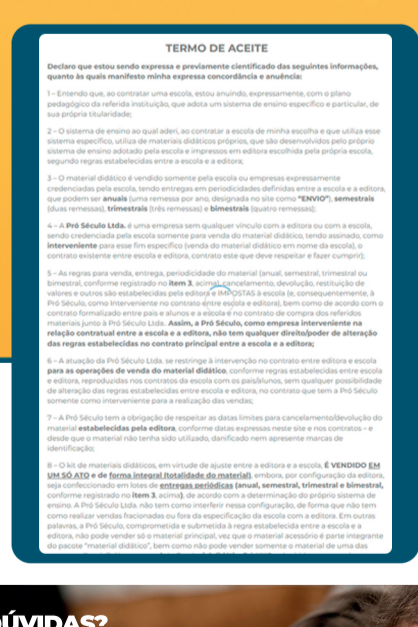 TERMO DE ACEITE
Declaro que estou sendo expressa e previamente cientificado das seguintes informações,
quanto às quais manifesto minha expressa concordância e anuência:
1 – Entendo que, ao contratar uma escola, estou anuindo, expressamente, com o plano
pedagógico da referida instituição, que adota um sistema de ensino específico e particular, de
sua própria titularidade;
2 – O sistema de ensino ao qual aderi, ao contratar a escola de minha escolha e que utiliza esse
sistema específico, utiliza de materiais didáticos próprios, que são desenvolvidos pelo próprio
sistema de ensino adotado pela escola e impressos em editora escolhida pela própria escola,
segundo regras estabelecidas entre a escola e a editora;
3 – O material didático é vendido somente pela escola ou empresas expressamente
credenciadas pela escola, tendo entregas em periodicidades definidas entre a escola e a editora,
que podem ser anuais (uma remessa por ano, designada no site como "ENVIO"), semestrais
(duas remessas), trimestrais (três remessas) e bimestrais (quatro remessas);
4 – A Pró Século Ltda. é uma empresa sem qualquer vínculo com a editora ou com a escola,
sendo credenciada pela escola somente para venda do material didático, tendo assinado, como
interveniente para esse fim específico (venda do material didático em nome da escola), o
contrato existente entre escola e editora, contrato este que deve respeitar e fazer cumprir);
5 – As regras para venda, entrega, periodicidade do material (anual, semestral, trimestral ou
bimestral, conforme registrado no item 3, acima), cancelamento, devolução, restituição de
valores e outros são estabelecidas pela editora e IMPOSTAS à escola (e, consequentemente, à
Pró Século, como Interveniente no contrato entre escola e editora), bem como de acordo com o
contrato formalizado entre pais e alunos e a escola e no contrato de compra dos referidos
materiais junto à Pró Século Ltda.. Assim, a Pró Século, como empresa interveniente na
relação contratual entre a escola e a editora, não tem qualquer direito/poder de alteração
das regras estabelecidas no contrato principal entre a escola e a editora;
6 – A atuação da Pró Século Ltda. se restringe à intervenção no contrato entre editora e escola
para as operações de venda do material didático, conforme regras estabelecidas entre escola
e editora, reproduzidas nos contratos da escola com os pais/alunos, sem qualquer possibilidade
de alteração das regras estabelecidas entre escola e editora, no contrato que tem a Pró Século
somente como interveniente para a realização das vendas;
7 – A Pró Século tem a obrigação de respeitar as datas limites para cancelamento/devolução do
material estabelecidas pela editora, conforme datas expressas neste site e nos contratos – e
desde que o material não tenha sido utilizado, danificado nem apresente marcas de
identificação;
8 – O kit de materiais didáticos, em virtude de ajuste entre a editora e a escola, É VENDIDO EM
UM SÓ ATO e de forma integral (totalidade do material), embora, por configuração da editora,
seja confeccionado em lotes de entregas periódicas (anual, semestral, trimestral e bimestral,
conforme registrado no item 3, acima), de acordo com a determinação do próprio sistema de
ensino. A Pró Século Ltda. não tem como interferir nessa configuração, de forma que não tem
como realizar vendas fracionadas ou fora da especificação da escola com a editora. Em outras
palavras, a Pró Século, comprometida e submetida à regra estabelecida entre a escola e a
editora, não pode vender só o material principal, vez que o material acessório é parte integrante
do pacote "material didático", bem como não pode vender somente o material de uma das
DÚVIDAS?